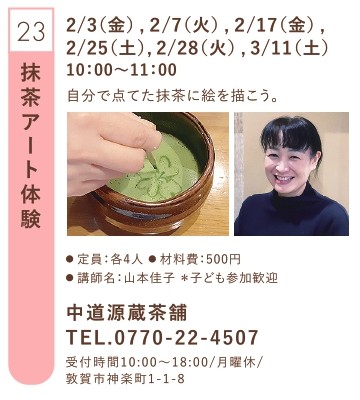 23
抹茶アート体験
2/3(金), 2/7(火), 2/17(金),
2/25(土), 2/28(火), 3/11(土)
10:00〜11:00
自分で点てた抹茶に絵を描こう。
● 定員：各4人 ● 材料費：500円
● 講師名：山本佳子 ＊子ども参加歓迎
中道源蔵茶舗
TEL.0770-22-4507
受付時間10:00〜18:00/月曜休/
敦賀市神楽町1-1-8